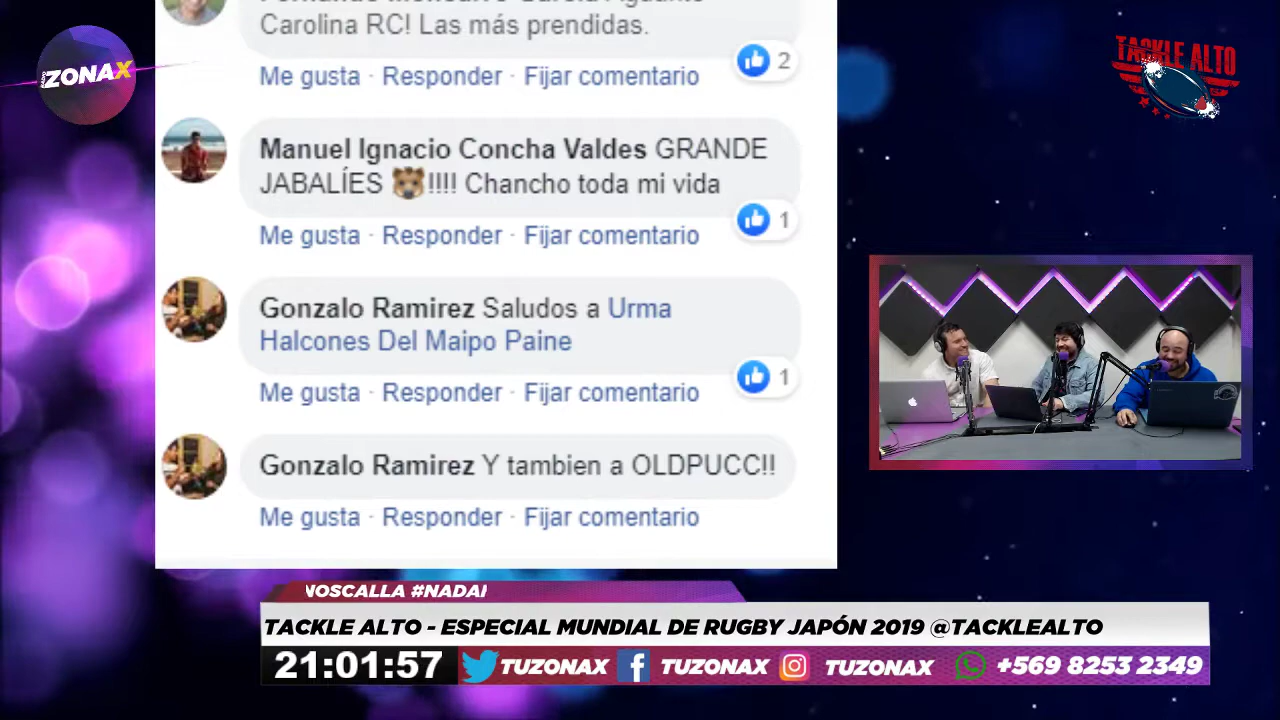 Carolina RC! Las más prendidas.
2
Me gusta · Responder · Fijar comentario
Manuel Ignacio Concha Valdes GRANDE
JABALÍES 🐯!!!! Chancho toda mi vida
1
Me gusta · Responder · Fijar comentario
Gonzalo Ramirez Saludos a Urma
Halcones Del Maipo Paine
1
Me gusta · Responder · Fijar comentario
Gonzalo Ramirez Y tambien a OLDPUCC!!
Me gusta · Responder · Fijar comentario
ZONAX
TACKLE ALTO
NOSCALLA #NADAI
TACKLE ALTO - ESPECIAL MUNDIAL DE RUGBY JAPÓN 2019 @TACKLEALTO
21:01:57 TUZONAX TUZONAX TUZONAX +569 8253 2349